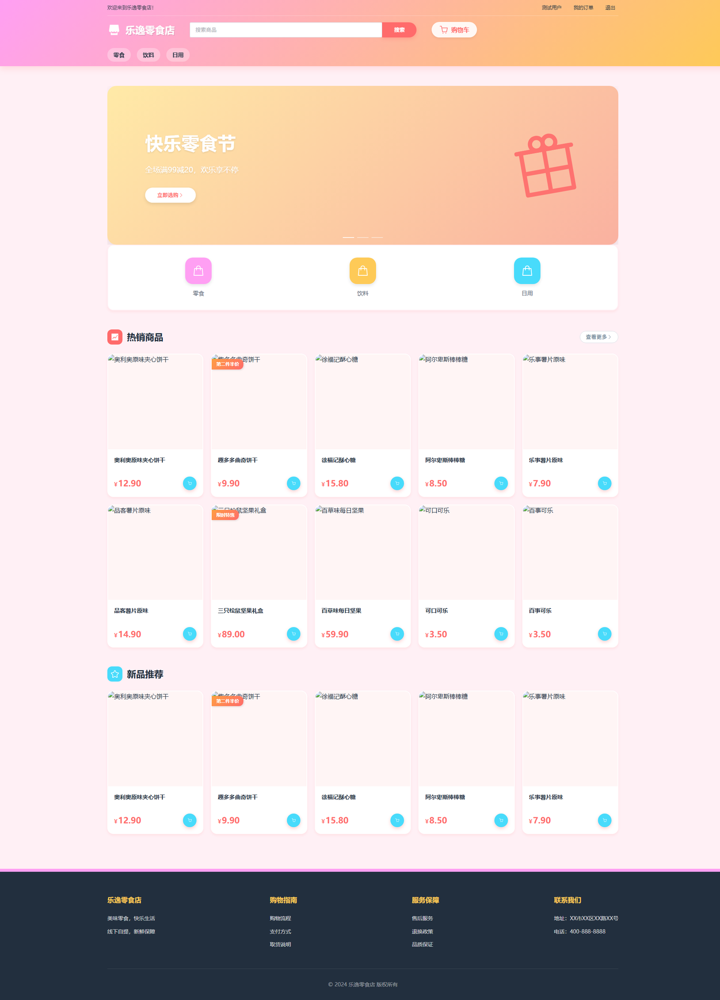 欢迎来到乐逸零食店!
测试用户 我的订单 退出
乐逸零食店
搜索商品
搜索
购物车
零食 饮料 日用
快乐零食节
全场满99减20，欢乐享不停
立即选购
零食 饮料 日用
热销商品
查看更多
奥利奥原味夹心饼干 趣多多曲奇饼干 徐福记酥心糖 阿尔卑斯棒棒糖 乐事薯片原味
第二件半价
奥利奥原味夹心饼干 趣多多曲奇饼干 徐福记酥心糖 阿尔卑斯棒棒糖 乐事薯片原味
¥12.90 ¥9.90 ¥15.80 ¥8.50 ¥7.90
品客薯片原味 三只松鼠坚果礼盒 百草味每日坚果 可口可乐 百事可乐
限时特惠
品客薯片原味 三只松鼠坚果礼盒 百草味每日坚果 可口可乐 百事可乐
¥14.90 ¥89.00 ¥59.90 ¥3.50 ¥3.50
新品推荐
奥利奥原味夹心饼干 趣多多曲奇饼干 徐福记酥心糖 阿尔卑斯棒棒糖 乐事薯片原味
第二件半价
奥利奥原味夹心饼干 趣多多曲奇饼干 徐福记酥心糖 阿尔卑斯棒棒糖 乐事薯片原味
¥12.90 ¥9.90 ¥15.80 ¥8.50 ¥7.90
乐逸零食店 购物指南 服务保障 联系我们
美味零食，快乐生活 购物流程 售后服务 地址：XX市XX区XX路XX号
线下自提，新鲜保障 支付方式 退换政策 电话：400-888-8888
取货说明 品质保证
© 2024 乐逸零食店 版权所有